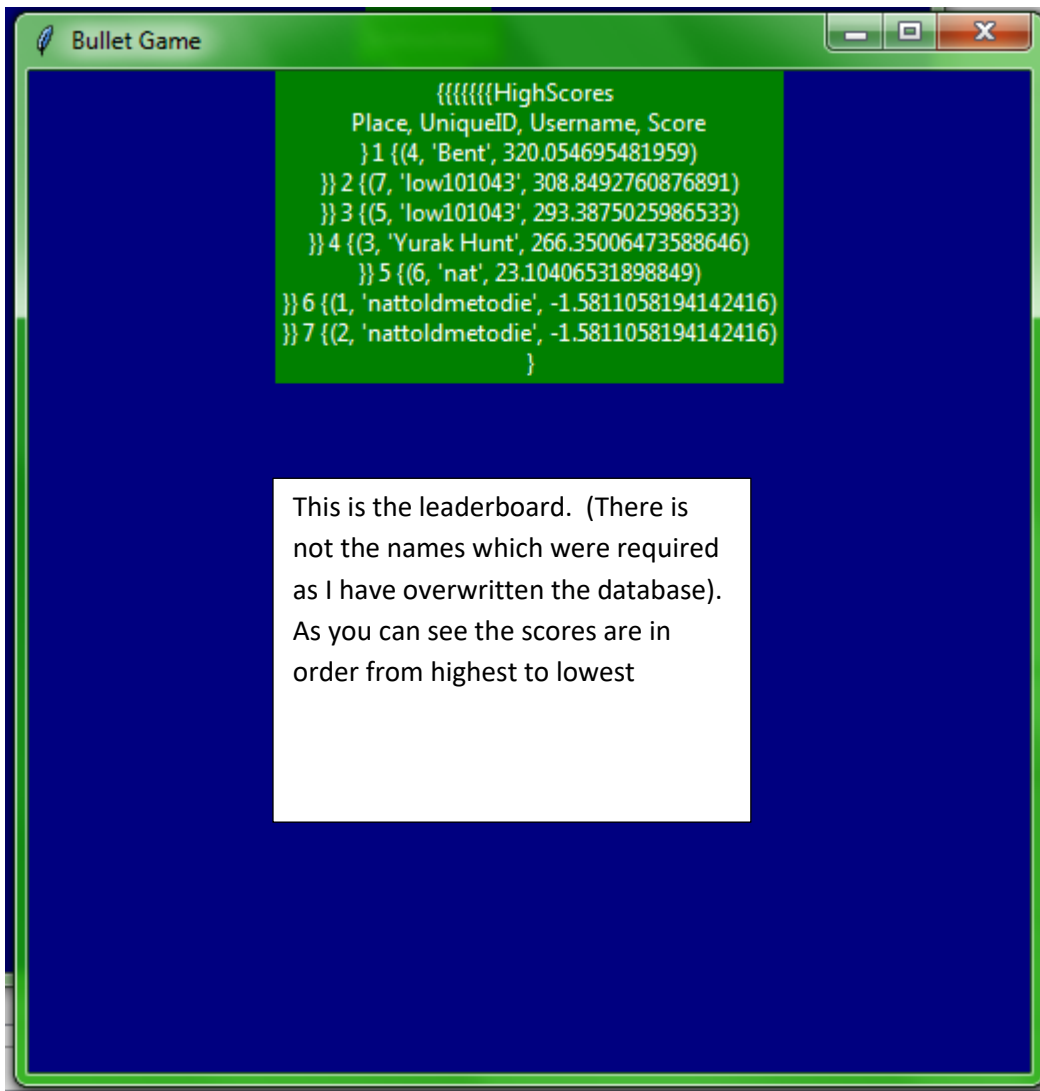 Bullet Game
{{{{{{{HighScores
Place, UniqueID, Username, Score
} 1 {(4, 'Bent', 320.054695481959)
}} 2 {(7, 'low101043', 308.8492760876891)
}} 3 {(5, 'low101043', 293.3875025986533)
}} 4 {(3, 'Yurak Hunt', 266.35006473588646)
}} 5 {(6, 'nat', 23.10406531898849)
}} 6 {(1, 'nattoldmetodie', -1.5811058194142416)
}} 7 {(2, 'nattoldmetodie', -1.5811058194142416)
}
This is the leaderboard.  (There is
not the names which were required
as I have overwritten the database).
As you can see the scores are in
order from highest to lowest